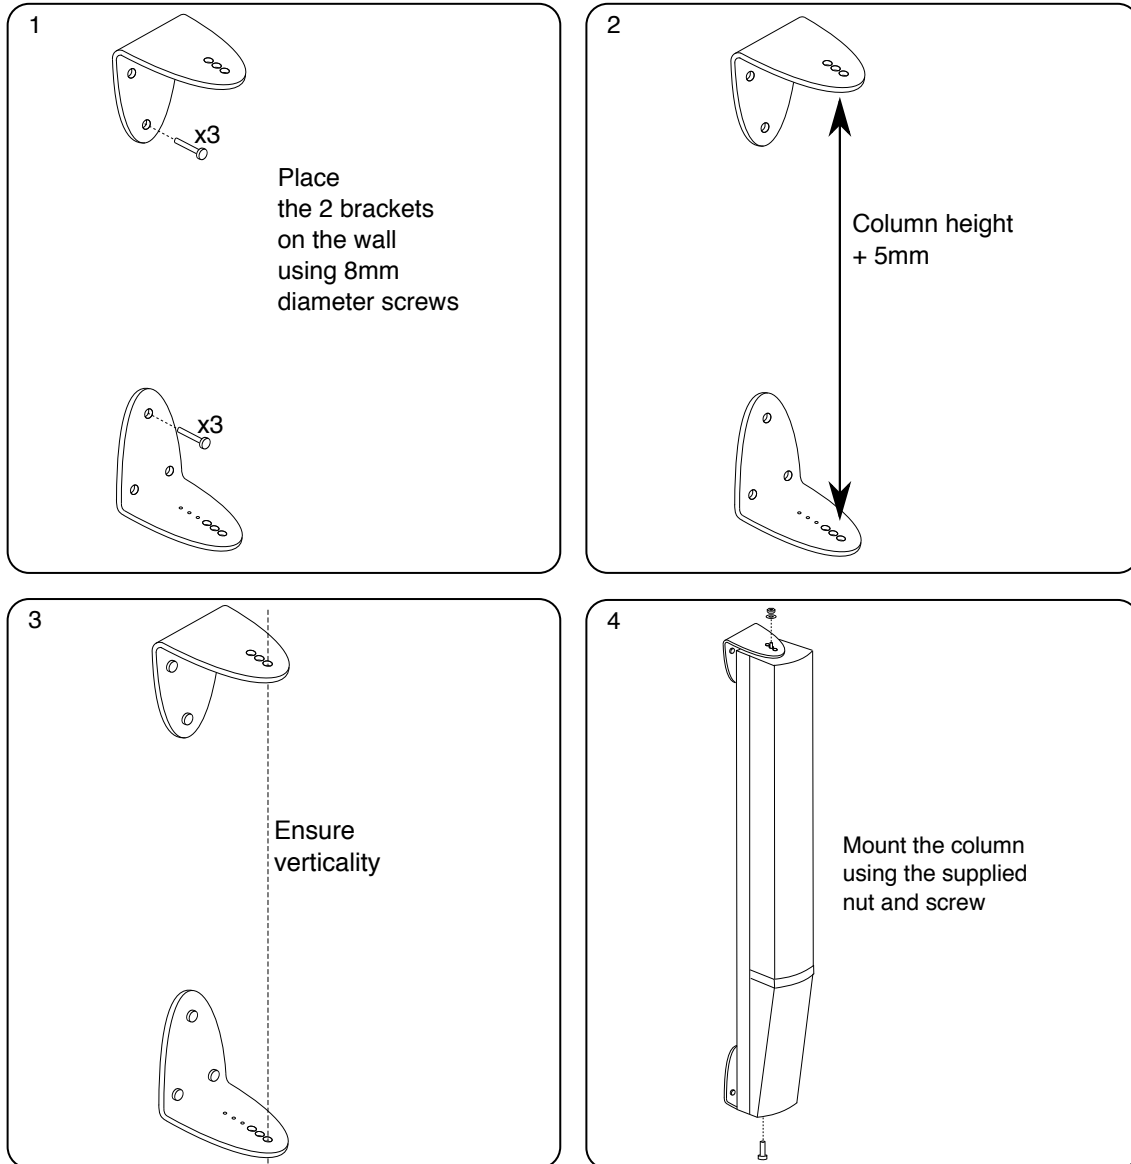 1
x3
Place
the 2 brackets
on the wall
using 8mm
diameter screws
x3
2
Column height
+ 5mm
3
Ensure
verticality
4
Mount the column
using the supplied
nut and screw